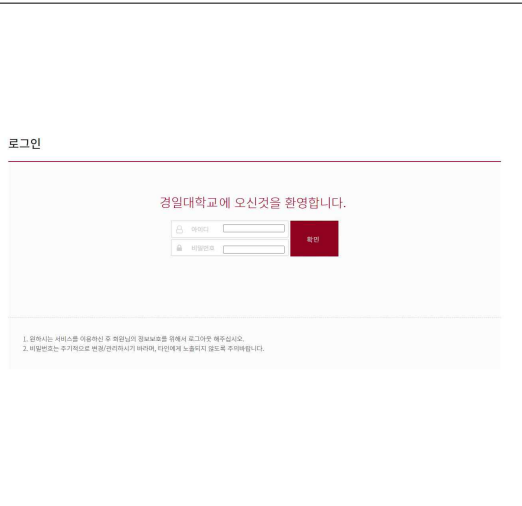 로그인
경일대학교에 오신것을 환영합니다.
아이디
비밀번호
확인
1. 원하시는 서비스를 이용하신 후 회원님의 정보보호를 위해서 로그아웃 해주십시오.
2. 비밀번호는 주기적으로 변경/관리하시기 바라며, 타인에게 노출되지 않도록 주의바랍니다.